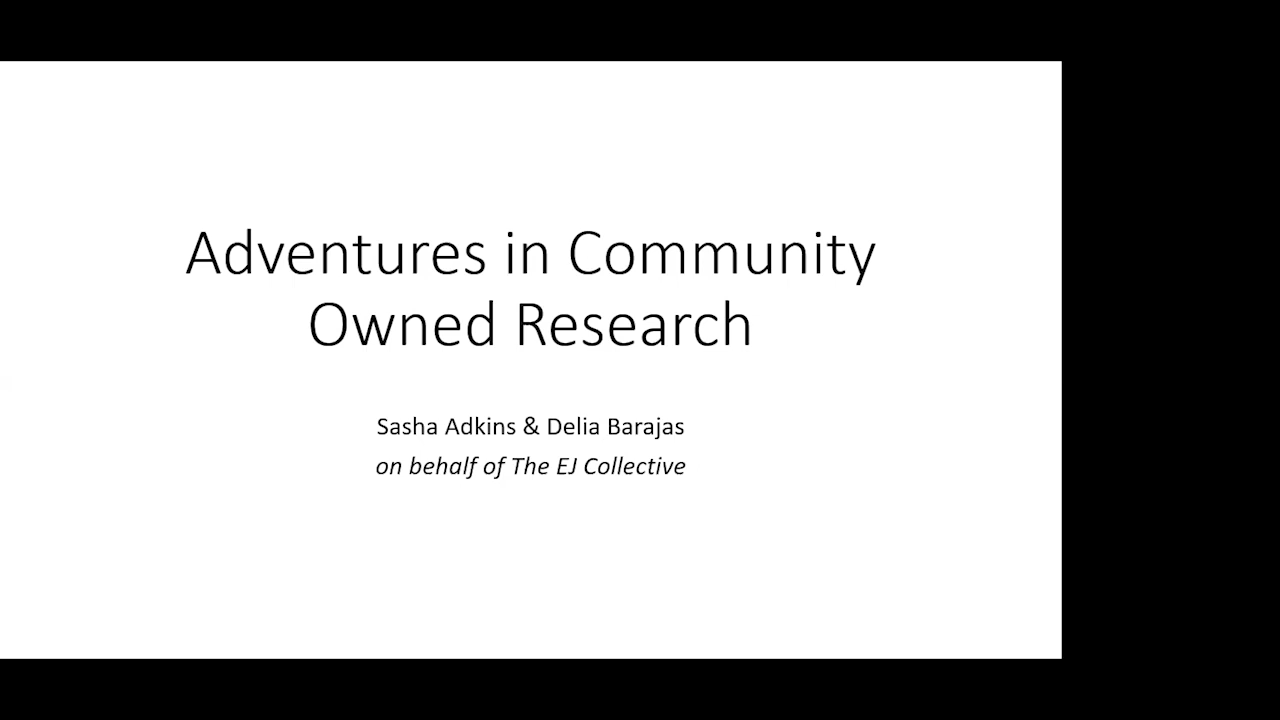 Adventures in Community
Owned Research
Sasha Adkins & Delia Barajas
on behalf of The EJ Collective